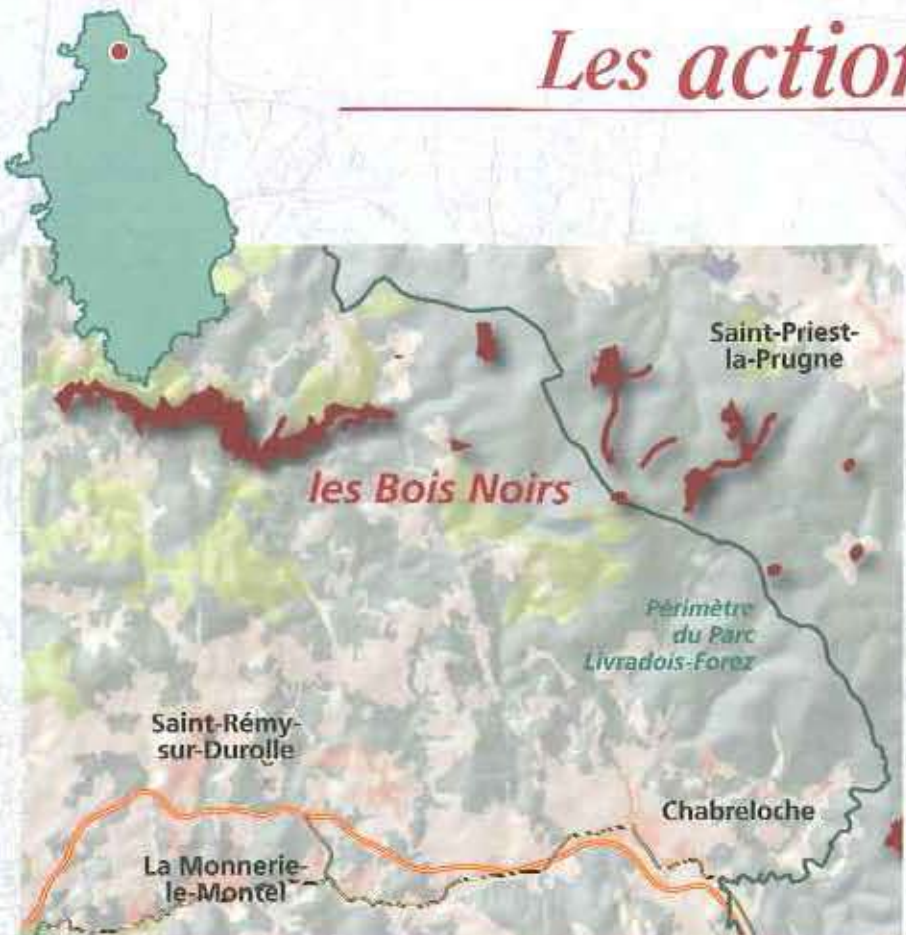 Les action
Saint-Priest-
la-Prugne
les Bois Noirs
Périmètre
du Parc
Livradois-Forez
Saint-Rémy-
sur-Durolle
Chabreloche
La Monnerie-
le-Montel